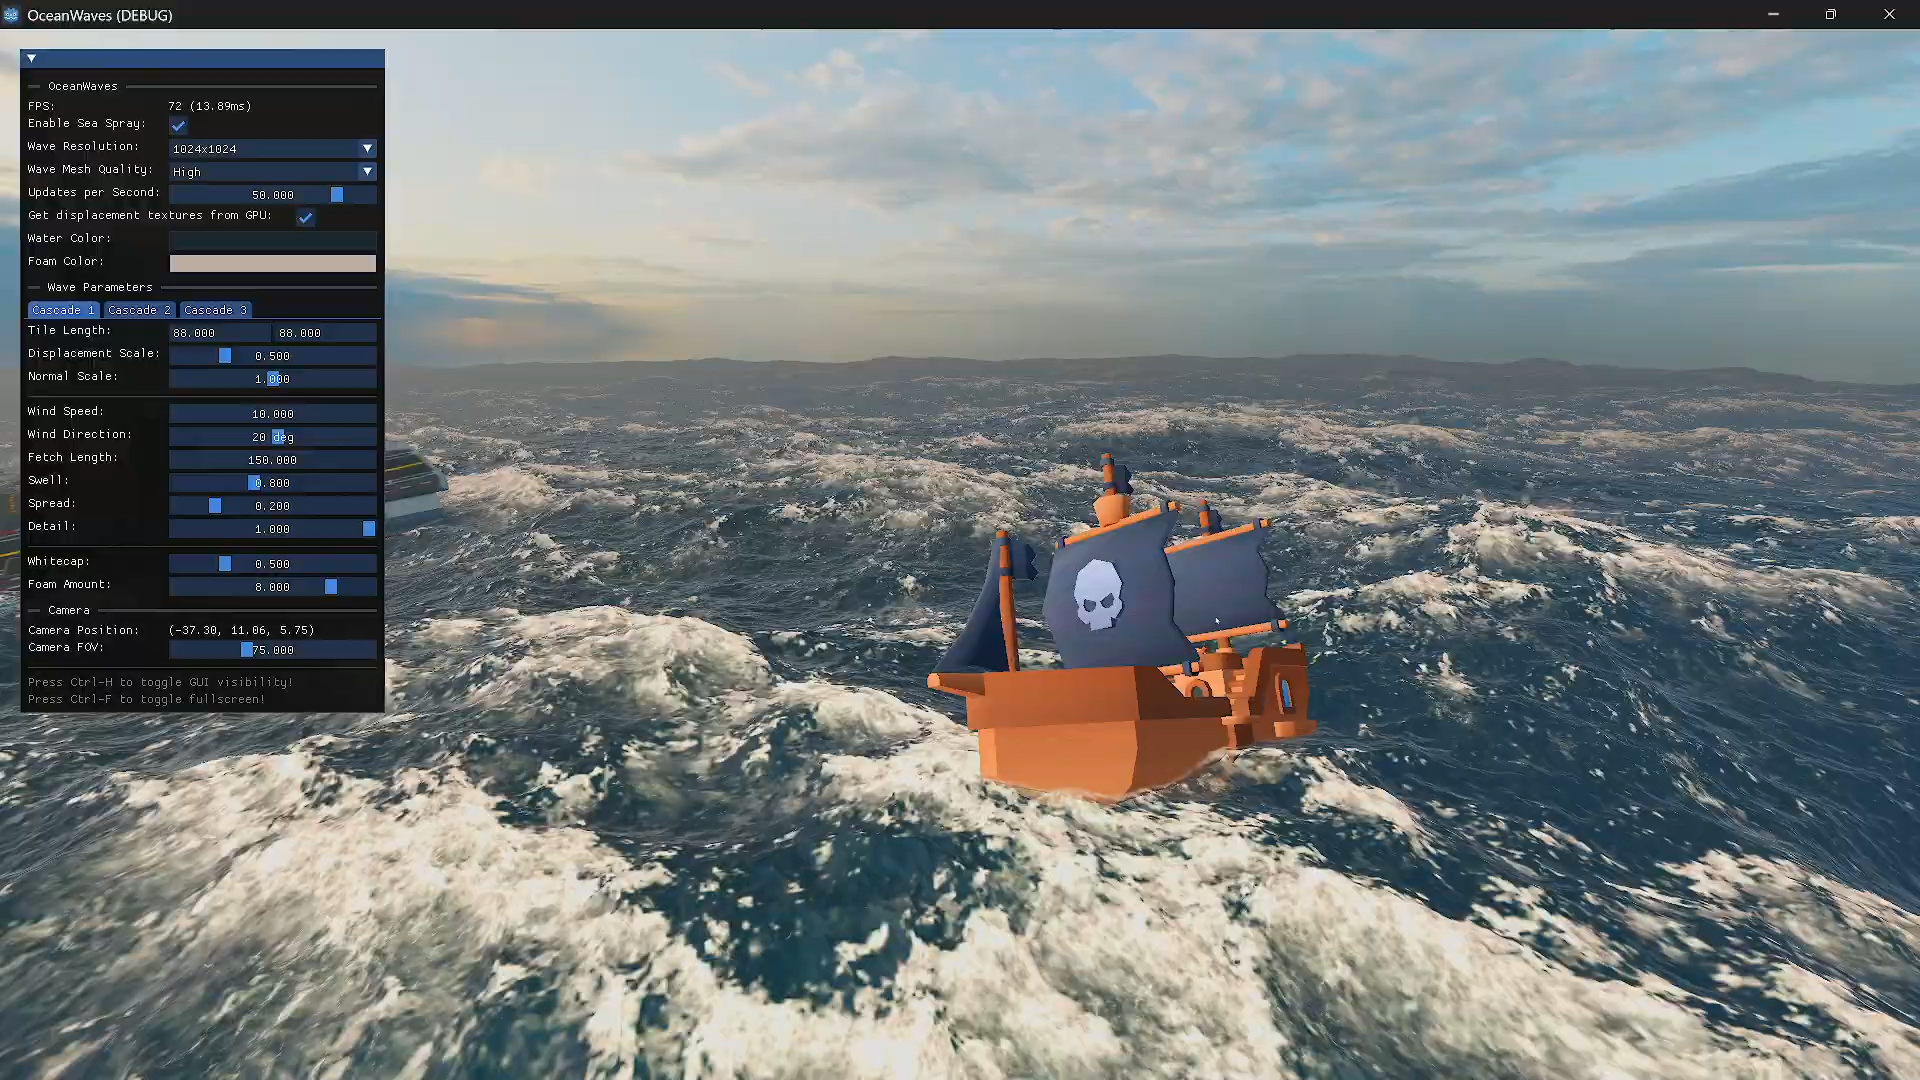 OceanWaves (DEBUG)
OceanWaves
FPS: 72 (13.89ms)
Enable Sea Spray:
Wave Resolution: 1024x1024
Wave Mesh Quality: High
Updates per Second: 50.000
Get displacement textures from GPU:
Water Color:
Foam Color:
Wave Parameters
Cascade 1 Cascade 2 Cascade 3
Tile Length: 88.000 88.000
Displacement Scale: 0.500
Normal Scale: 1.000
Wind Speed: 10.000
Wind Direction: 20 deg
Fetch Length: 150.000
Swell: 0.800
Spread: 0.200
Detail: 1.000
Whitecap: 0.500
Foam Amount: 8.000
Camera
Camera Position: (-37.30, 11.06, 5.75)
Camera FOV: 75.000
Press Ctrl-H to toggle GUI visibility!
Press Ctrl-F to toggle fullscreen!